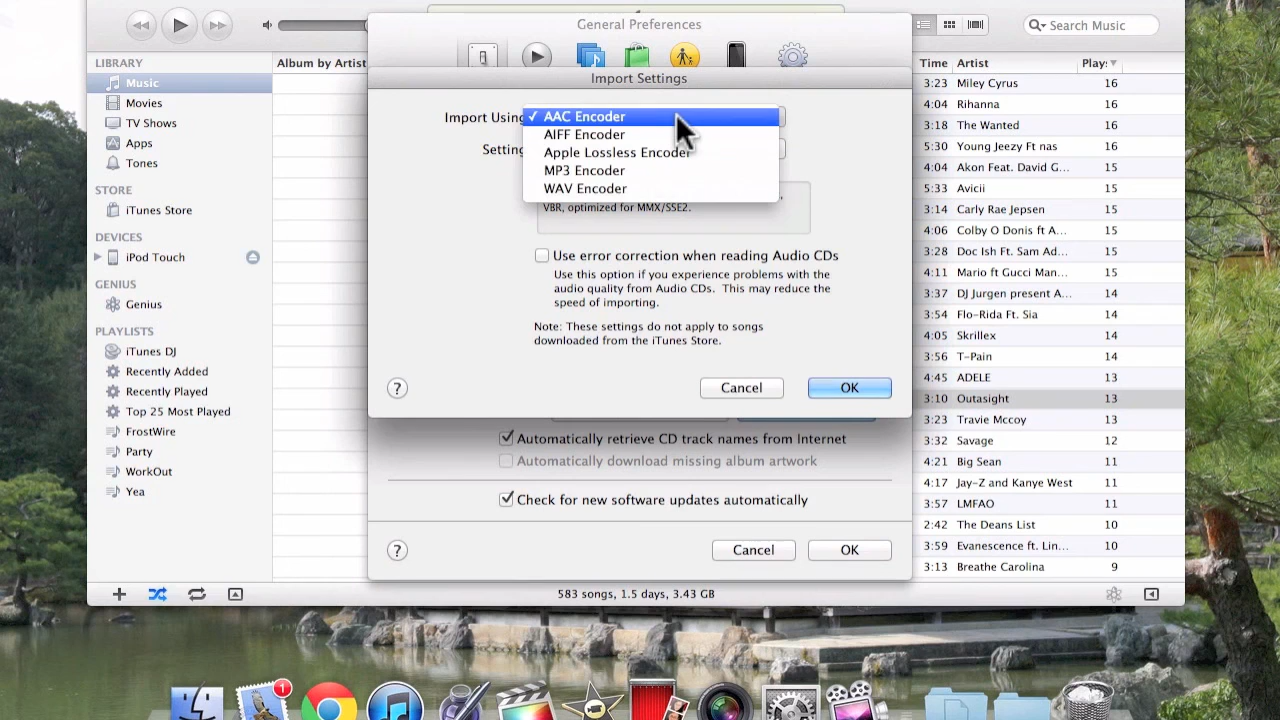 General Preferences
Search Music
Import Settings
LIBRARY
Music
Movies
TV Shows
Apps
Tones
STORE
iTunes Store
DEVICES
iPod Touch
GENIUS
Genius
PLAYLISTS
iTunes DJ
Recently Added
Recently Played
Top 25 Most Played
FrostWire
Party
WorkOut
Yea
Album by Artist
Import Using
✓ AAC Encoder
AIFF Encoder
Apple Lossless Encoder
MP3 Encoder
WAV Encoder
Setting
VBR, optimized for MMX/SSE2.
Use error correction when reading Audio CDs
Use this option if you experience problems with the
audio quality from Audio CDs. This may reduce the
speed of importing.
Note: These settings do not apply to songs
downloaded from the iTunes Store.
?
Cancel
OK
Automatically retrieve CD track names from Internet
Automatically download missing album artwork
Check for new software updates automatically
?
Cancel
OK
Time Artist Plays
3:23 Miley Cyrus 16
4:04 Rihanna 16
3:18 The Wanted 16
5:30 Young Jeezy Ft nas 16
4:04 Akon Feat. David G... 15
5:33 Avicii 15
3:14 Carly Rae Jepsen 15
4:06 Colby O Donis ft A... 15
3:28 Doc Ish Ft. Sam Ad... 15
4:11 Mario ft Gucci Man... 15
3:37 DJ Jurgen present A... 14
3:54 Flo-Rida Ft. Sia 14
4:05 Skrillex 14
3:56 T-Pain 14
4:45 ADELE 13
3:10 Outasight 13
3:23 Travie Mccoy 13
3:32 Savage 12
4:21 Big Sean 11
4:17 Jay-Z and Kanye West 11
3:57 LMFAO 11
2:42 The Deans List 10
3:59 Evanescence ft. Lin... 10
3:13 Breathe Carolina 9
583 songs, 1.5 days, 3.43 GB
1